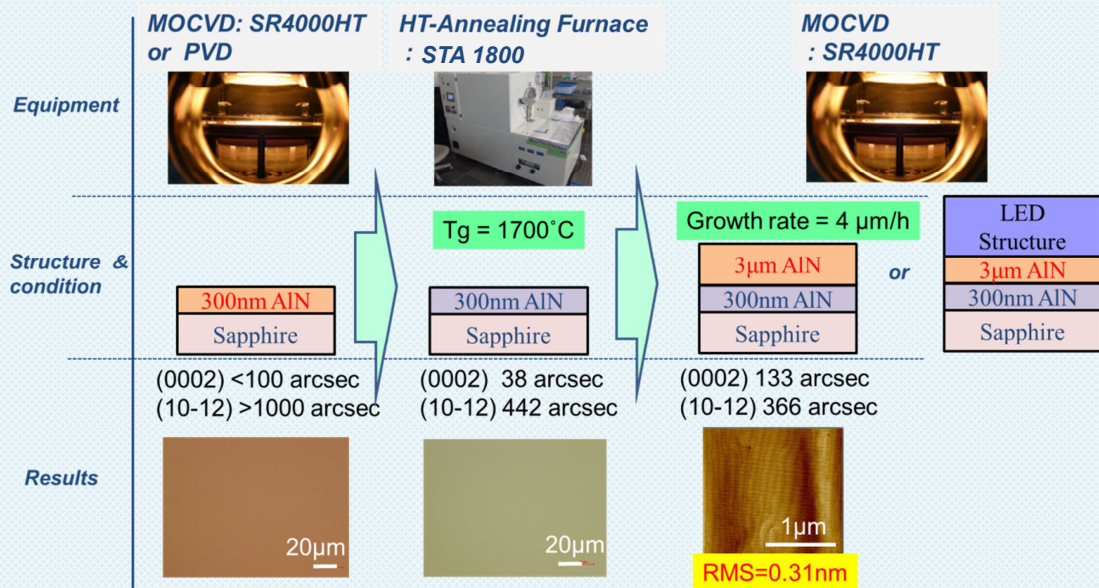 MOCVD: SR4000HT
or PVD
HT-Annealing Furnace
: STA 1800
MOCVD
: SR4000HT
Equipment
Structure &
condition
Tg = 1700˚C
Growth rate = 4 µm/h
300nm AlN
Sapphire
300nm AlN
Sapphire
3µm AlN
300nm AlN
Sapphire
or
LED
Structure
3µm AlN
300nm AlN
Sapphire
Results
(0002) <100 arcsec
(10-12) >1000 arcsec
(0002) 38 arcsec
(10-12) 442 arcsec
(0002) 133 arcsec
(10-12) 366 arcsec
20µm
20µm
1µm
RMS=0.31nm